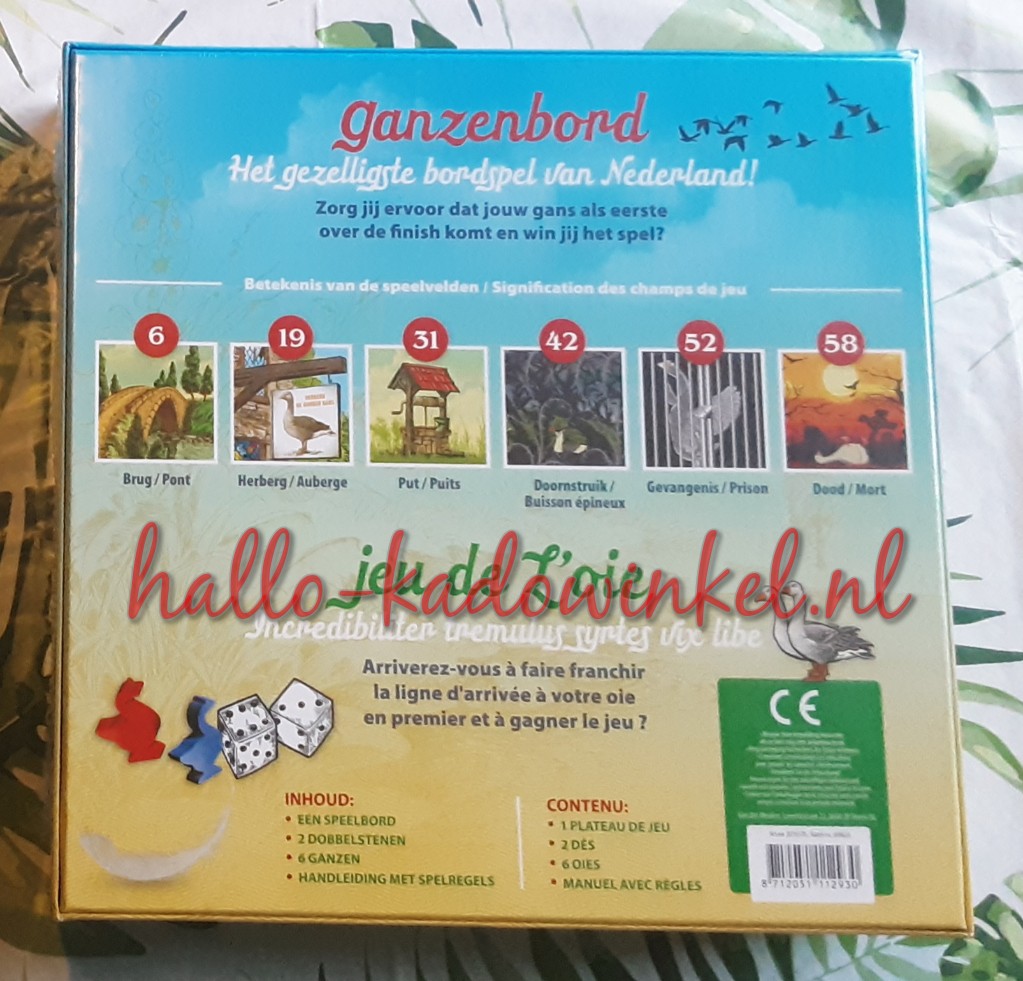 ganzenbord
Het gezelligste bordspel van Nederland!
Zorg jij ervoor dat jouw gans als eerste
over de finish komt en win jij het spel?
Betekenis van de speelvelden / Signification des champs de jeu
6
19
31
42
52
58
Brug / Pont
Herberg / Auberge
Put / Puits
Doornstruik /
Buisson épineux
Gevangenis / Prison
Dood / Mort
hallo-kadowinkel.nl
jeu de L'oie
Incredibiliter tremulus syrtes vix libe
Arriverez-vous à faire franchir
la ligne d'arrivée à votre oie
en premier et à gagner le jeu ?
CE
INHOUD:
• EEN SPEELBORD
• 2 DOBBELSTENEN
• 6 GANZEN
• HANDLEIDING MET SPELREGELS
CONTENU:
• 1 PLATEAU DE JEU
• 2 DÉS
• 6 OIES
• MANUEL AVEC RÈGLES
8 712051 112930